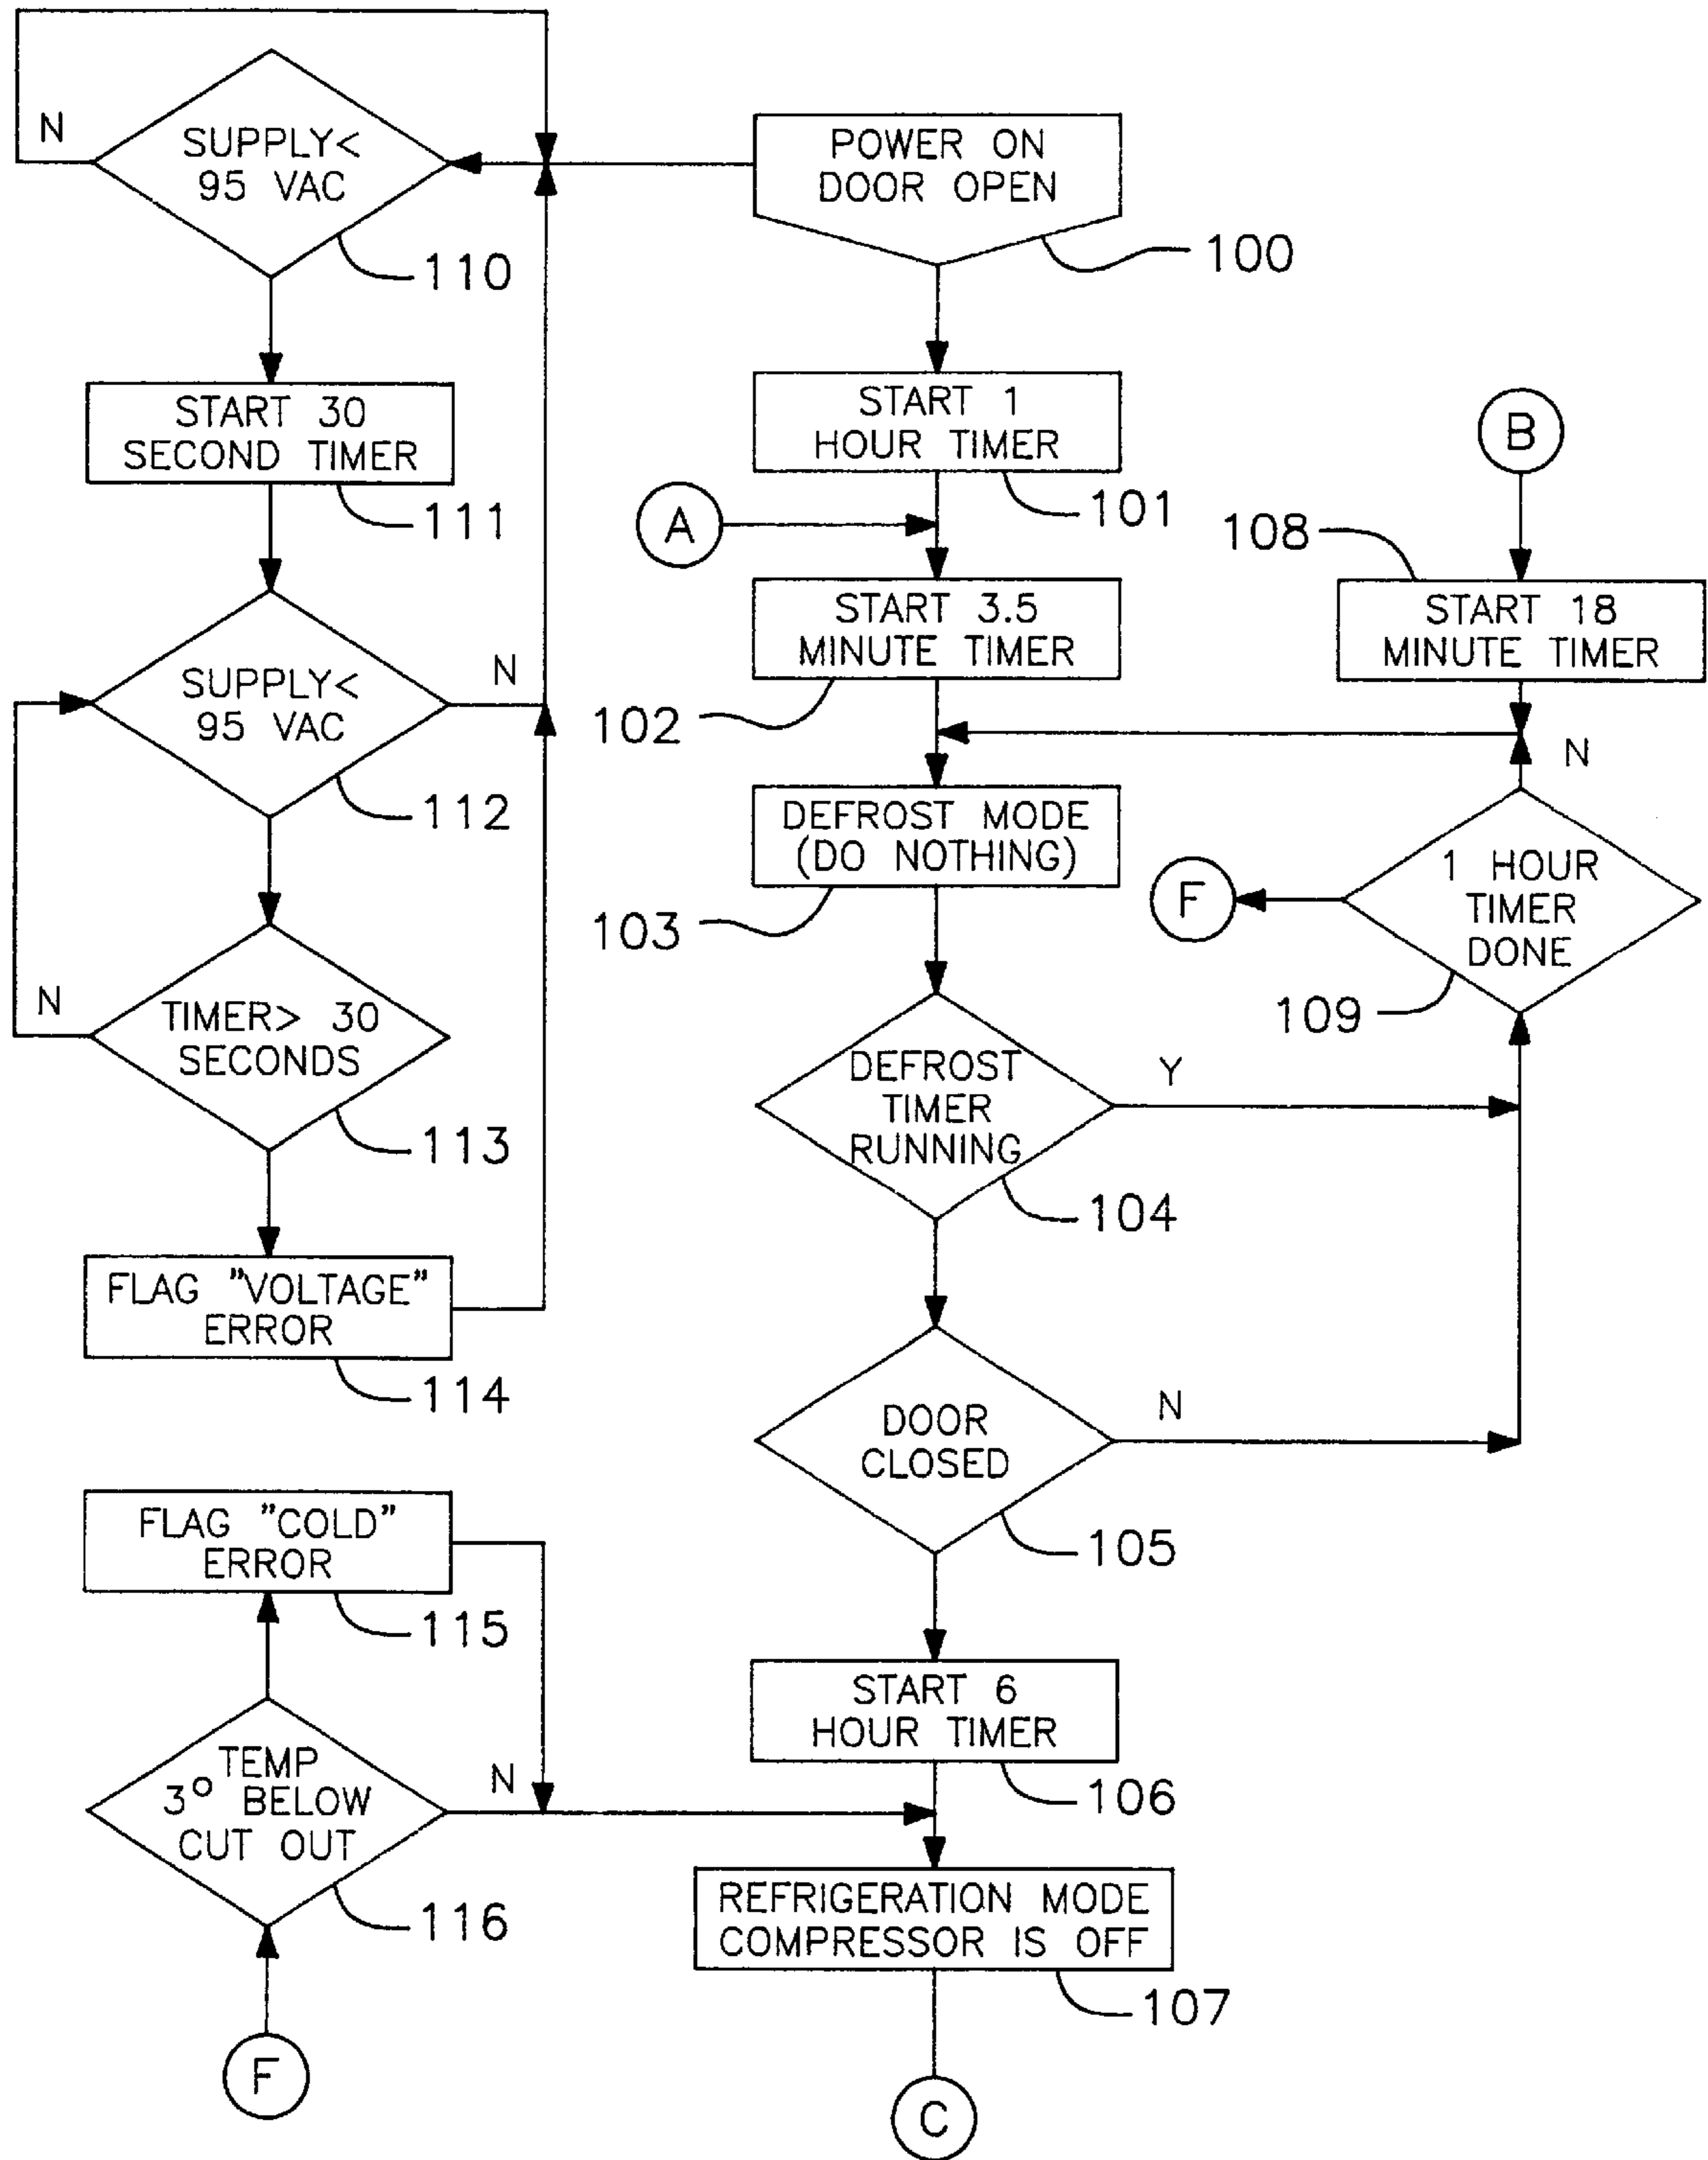 N
SUPPLY<
95 VAC
110
POWER ON
DOOR OPEN
100
START 30
SECOND TIMER
111
START 1
HOUR TIMER
101
A
B
108
START 3.5
MINUTE TIMER
102
START 18
MINUTE TIMER
SUPPLY<
95 VAC
N
112
N
DEFROST MODE
(DO NOTHING)
103
F
1 HOUR
TIMER
DONE
109
N
TIMER> 30
SECONDS
113
DEFROST
TIMER
RUNNING
Y
104
FLAG "VOLTAGE"
ERROR
114
DOOR
CLOSED
N
105
FLAG "COLD"
ERROR
115
START 6
HOUR TIMER
106
TEMP
3° BELOW
CUT OUT
N
116
REFRIGERATION MODE
COMPRESSOR IS OFF
107
F
C